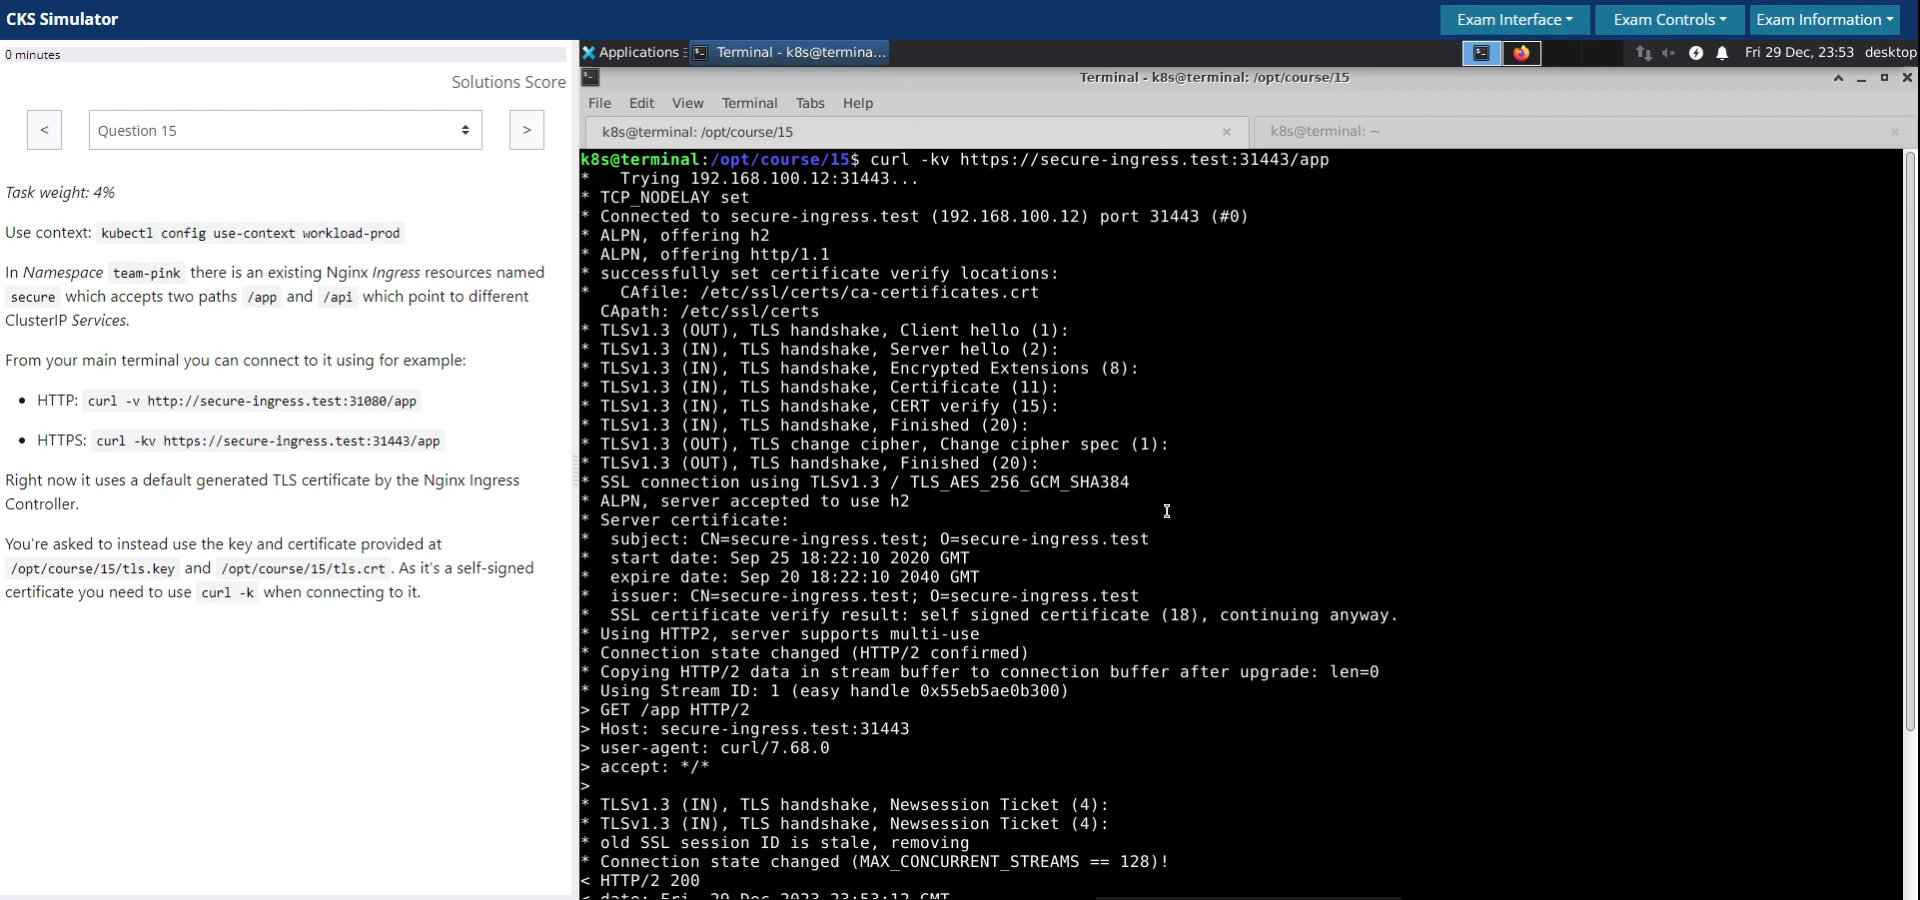 CKS Simulator
Exam Interface
Exam Controls
Exam Information
0 minutes
Solutions Score
<
Question 15
>
Task weight: 4%
Use context: kubectl config use-context workload-prod
In Namespace team-pink there is an existing Nginx Ingress resources named
secure which accepts two paths /app and /api which point to different
ClusterIP Services.
From your main terminal you can connect to it using for example:
• HTTP: curl -v http://secure-ingress.test:31080/app
• HTTPS: curl -kv https://secure-ingress.test:31443/app
Right now it uses a default generated TLS certificate by the Nginx Ingress
Controller.
You're asked to instead use the key and certificate provided at
/opt/course/15/tls.key and /opt/course/15/tls.crt . As it's a self-signed
certificate you need to use curl -k when connecting to it.
Applications
Terminal - k8s@termina...
Fri 29 Dec, 23:53
desktop
Terminal - k8s@terminal: /opt/course/15
File Edit View Terminal Tabs Help
k8s@terminal: /opt/course/15
k8s@terminal: ~
k8s@terminal:/opt/course/15$ curl -kv https://secure-ingress.test:31443/app
*   Trying 192.168.100.12:31443...
* TCP_NODELAY set
* Connected to secure-ingress.test (192.168.100.12) port 31443 (#0)
* ALPN, offering h2
* ALPN, offering http/1.1
* successfully set certificate verify locations:
*   CAfile: /etc/ssl/certs/ca-certificates.crt
  CApath: /etc/ssl/certs
* TLSv1.3 (OUT), TLS handshake, Client hello (1):
* TLSv1.3 (IN), TLS handshake, Server hello (2):
* TLSv1.3 (IN), TLS handshake, Encrypted Extensions (8):
* TLSv1.3 (IN), TLS handshake, Certificate (11):
* TLSv1.3 (IN), TLS handshake, CERT verify (15):
* TLSv1.3 (IN), TLS handshake, Finished (20):
* TLSv1.3 (OUT), TLS change cipher, Change cipher spec (1):
* TLSv1.3 (OUT), TLS handshake, Finished (20):
* SSL connection using TLSv1.3 / TLS_AES_256_GCM_SHA384
* ALPN, server accepted to use h2
* Server certificate:
*  subject: CN=secure-ingress.test; O=secure-ingress.test
*  start date: Sep 25 18:22:10 2020 GMT
*  expire date: Sep 20 18:22:10 2040 GMT
*  issuer: CN=secure-ingress.test; O=secure-ingress.test
*  SSL certificate verify result: self signed certificate (18), continuing anyway.
* Using HTTP2, server supports multi-use
* Connection state changed (HTTP/2 confirmed)
* Copying HTTP/2 data in stream buffer to connection buffer after upgrade: len=0
* Using Stream ID: 1 (easy handle 0x55eb5ae0b300)
> GET /app HTTP/2
> Host: secure-ingress.test:31443
> user-agent: curl/7.68.0
> accept: */*
>
* TLSv1.3 (IN), TLS handshake, Newsession Ticket (4):
* TLSv1.3 (IN), TLS handshake, Newsession Ticket (4):
* old SSL session ID is stale, removing
* Connection state changed (MAX_CONCURRENT_STREAMS == 128)!
< HTTP/2 200
< date: Fri, 29 Dec 2023 23:53:12 GMT